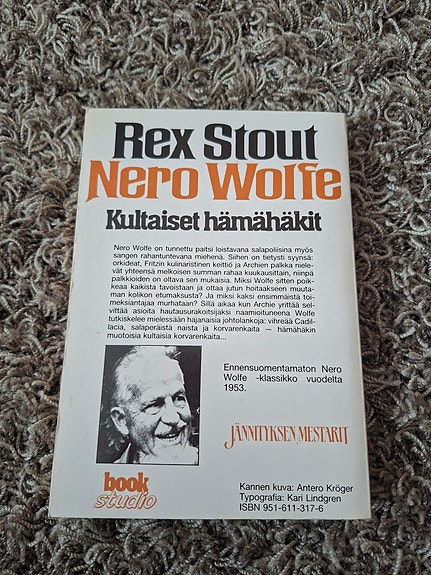 Rex Stout
Nero Wolfe
Kultaiset hämähäkit
Nero Wolfe on tunnettu paitsi loistavana salapoliisina myös
sangen rahantuntevana miehenä. Siihen on tietysti syynsä:
orkideat, Fritzin kulinaristinen keittiö ja Archien palkka niele-
vät yhteensä melkoisen summan rahaa kuukausittain, niinpä
palkkioiden on oltava sen mukaisia. Miksi Wolfe sitten poik-
keaa kaikista tavoistaan ja ottaa jutun hoitaakseen muuta-
man kolikon etumaksusta? Ja miksi kaksi ensimmäistä toi-
meksiantajaa murhataan? Sillä aikaa kun Archie yrittää sel-
vittää asioita hautausurakoitsijaksi naamioituneena Wolfe
tutkiskelee mielessään hajanaisia johtolankoja: vihreää Cadil-
lacia, salaperäistä naista ja korvarenkaita — hämähäkin
muotoisia kultaisia korvarenkaita...
Ennensuomentamaton Nero
Wolfe -klassikko vuodelta
1953.
JÄNNITYKSEN MESTARIT
book
studio
Kannen kuva: Antero Kröger
Typografia: Kari Lindgren
ISBN 951-611-317-6